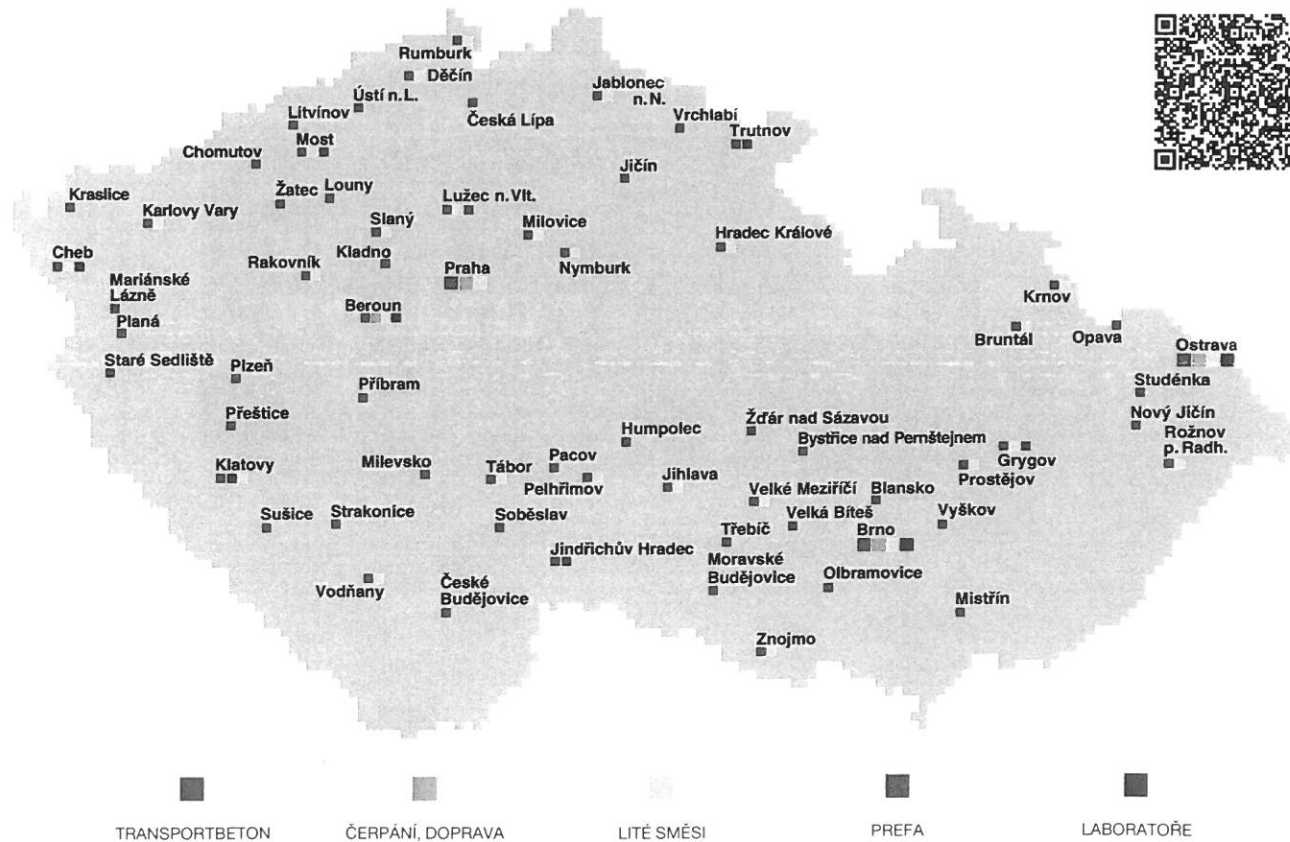 Rumburk
Děčín
Jablonec
n. N.
Ústí n. L.
Česká Lípa
Litvínov
Vrchlabí
Trutnov
Most
Chomutov
Jičín
Žatec
Louny
Kraslice
Lužec n. Vlt.
Karlovy Vary
Slaný
Milovice
Hradec Králové
Cheb
Kladno
Rakovník
Praha
Nymburk
Mariánské
Lázně
Krnov
Beroun
Planá
Bruntál
Opava
Ostrava
Staré Sedliště
Plzeň
Studénka
Příbram
Přeštice
Žďár nad Sázavou
Nový Jičín
Humpolec
Bystřice nad Pernštejnem
Rožnov
p. Radh.
Grygov
Klatovy
Milevsko
Tábor
Pacov
Jihlava
Prostějov
Pelhřimov
Velké Meziříčí
Blansko
Sušice
Strakonice
Soběslav
Velká Bíteš
Vyškov
Třebíč
Brno
Jindřichův Hradec
Moravské
Budějovice
Olbramovice
Vodňany
České
Budějovice
Mistřín
Znojmo
TRANSPORTBETON
ČERPÁNÍ, DOPRAVA
LITÉ SMĚSI
PREFA
LABORATOŘE